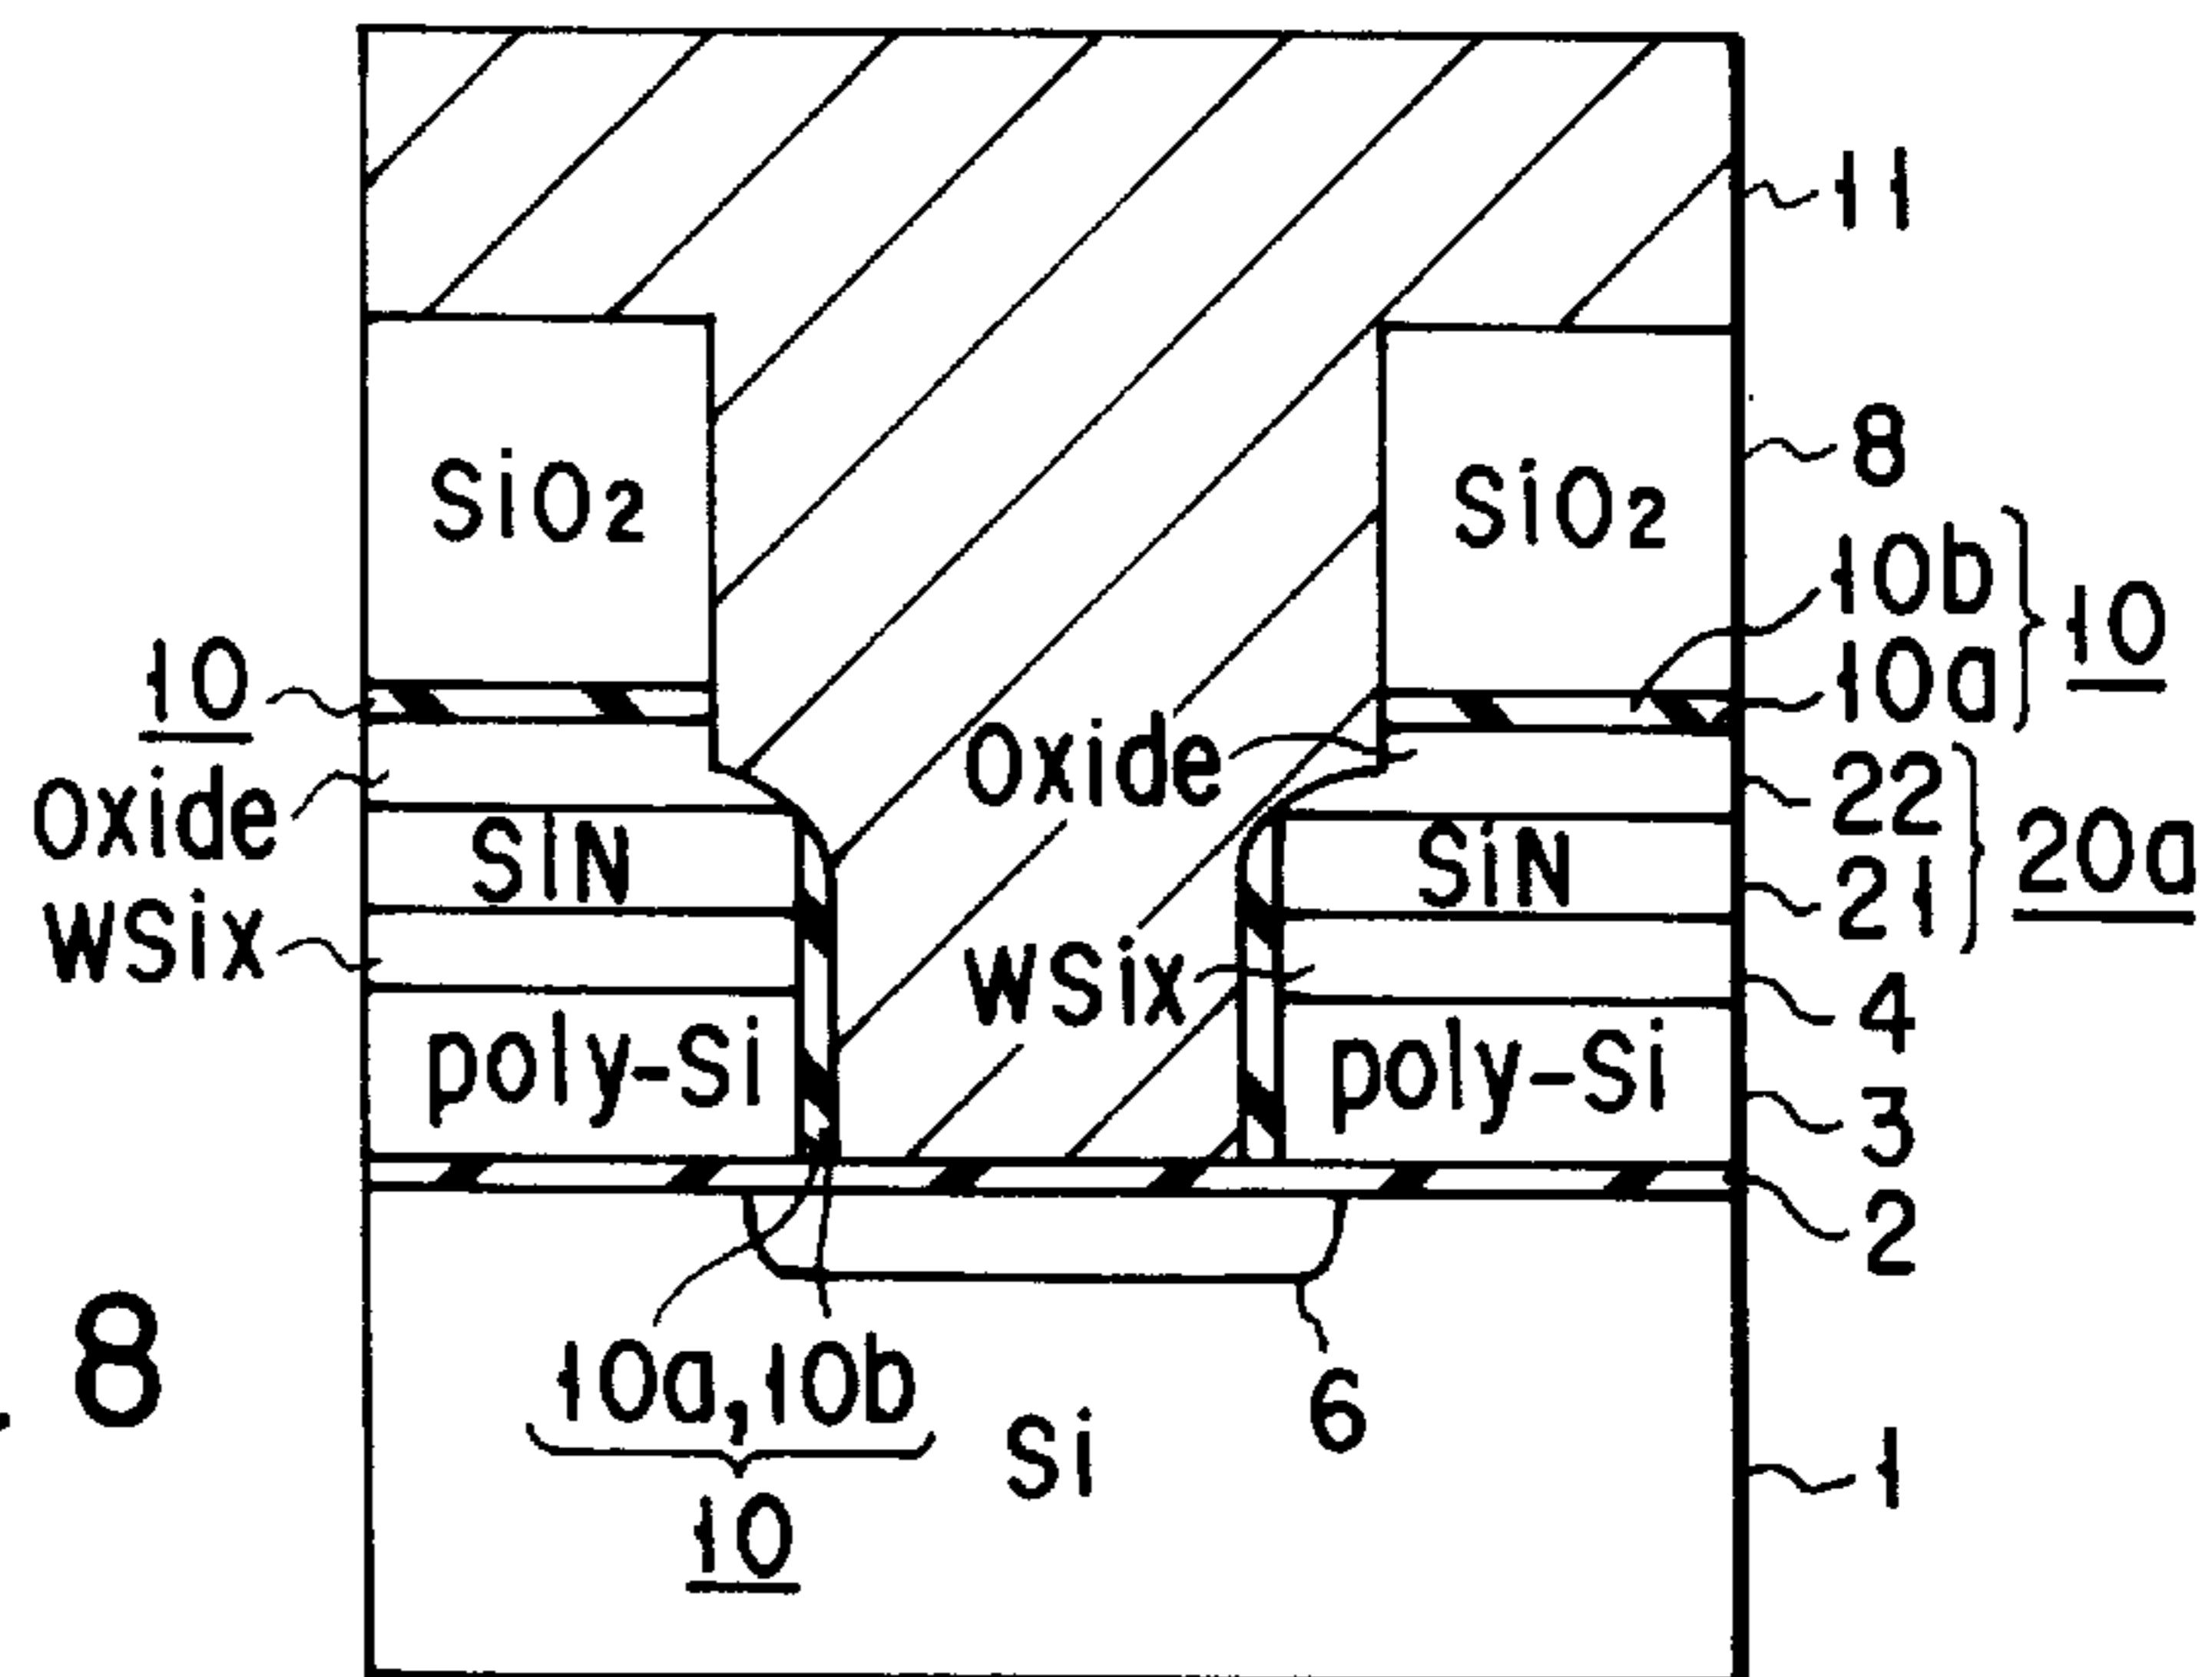 11
SiO2
SiO2
8
10b
10
10a
10
oxide
oxide
22
20a
SiN
SiN
21
WSix
WSix
4
poly-Si
poly-Si
3
2
8
10a,10b
6
Si
1
10